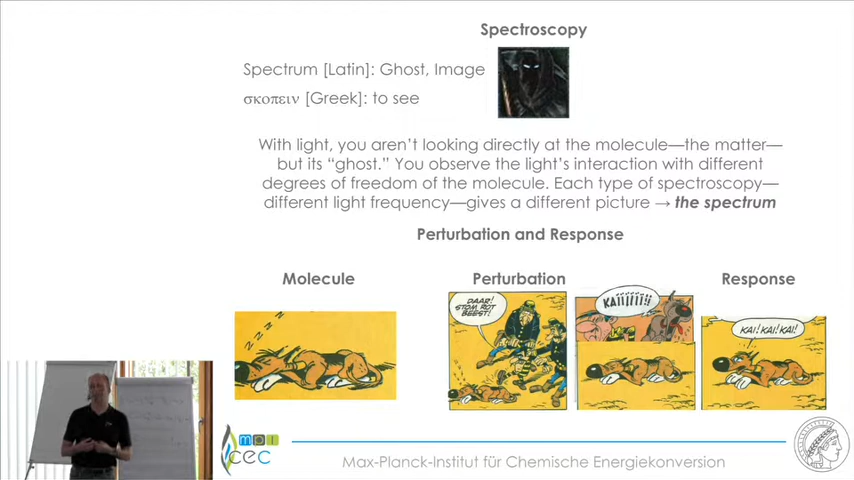 Spectroscopy
Spectrum [Latin]: Ghost, Image
σκοπειν [Greek]: to see
With light, you aren't looking directly at the molecule—the matter—
but its "ghost." You observe the light's interaction with different
degrees of freedom of the molecule. Each type of spectroscopy—
different light frequency—gives a different picture → the spectrum
Perturbation and Response
Molecule
Perturbation
Response
Z Z Z Z
DAAR!
STOM ROT
BEEST!
KAIIIIII!
KAI! KAI! KAI!
mpi
cec
Max-Planck-Institut für Chemische Energiekonversion